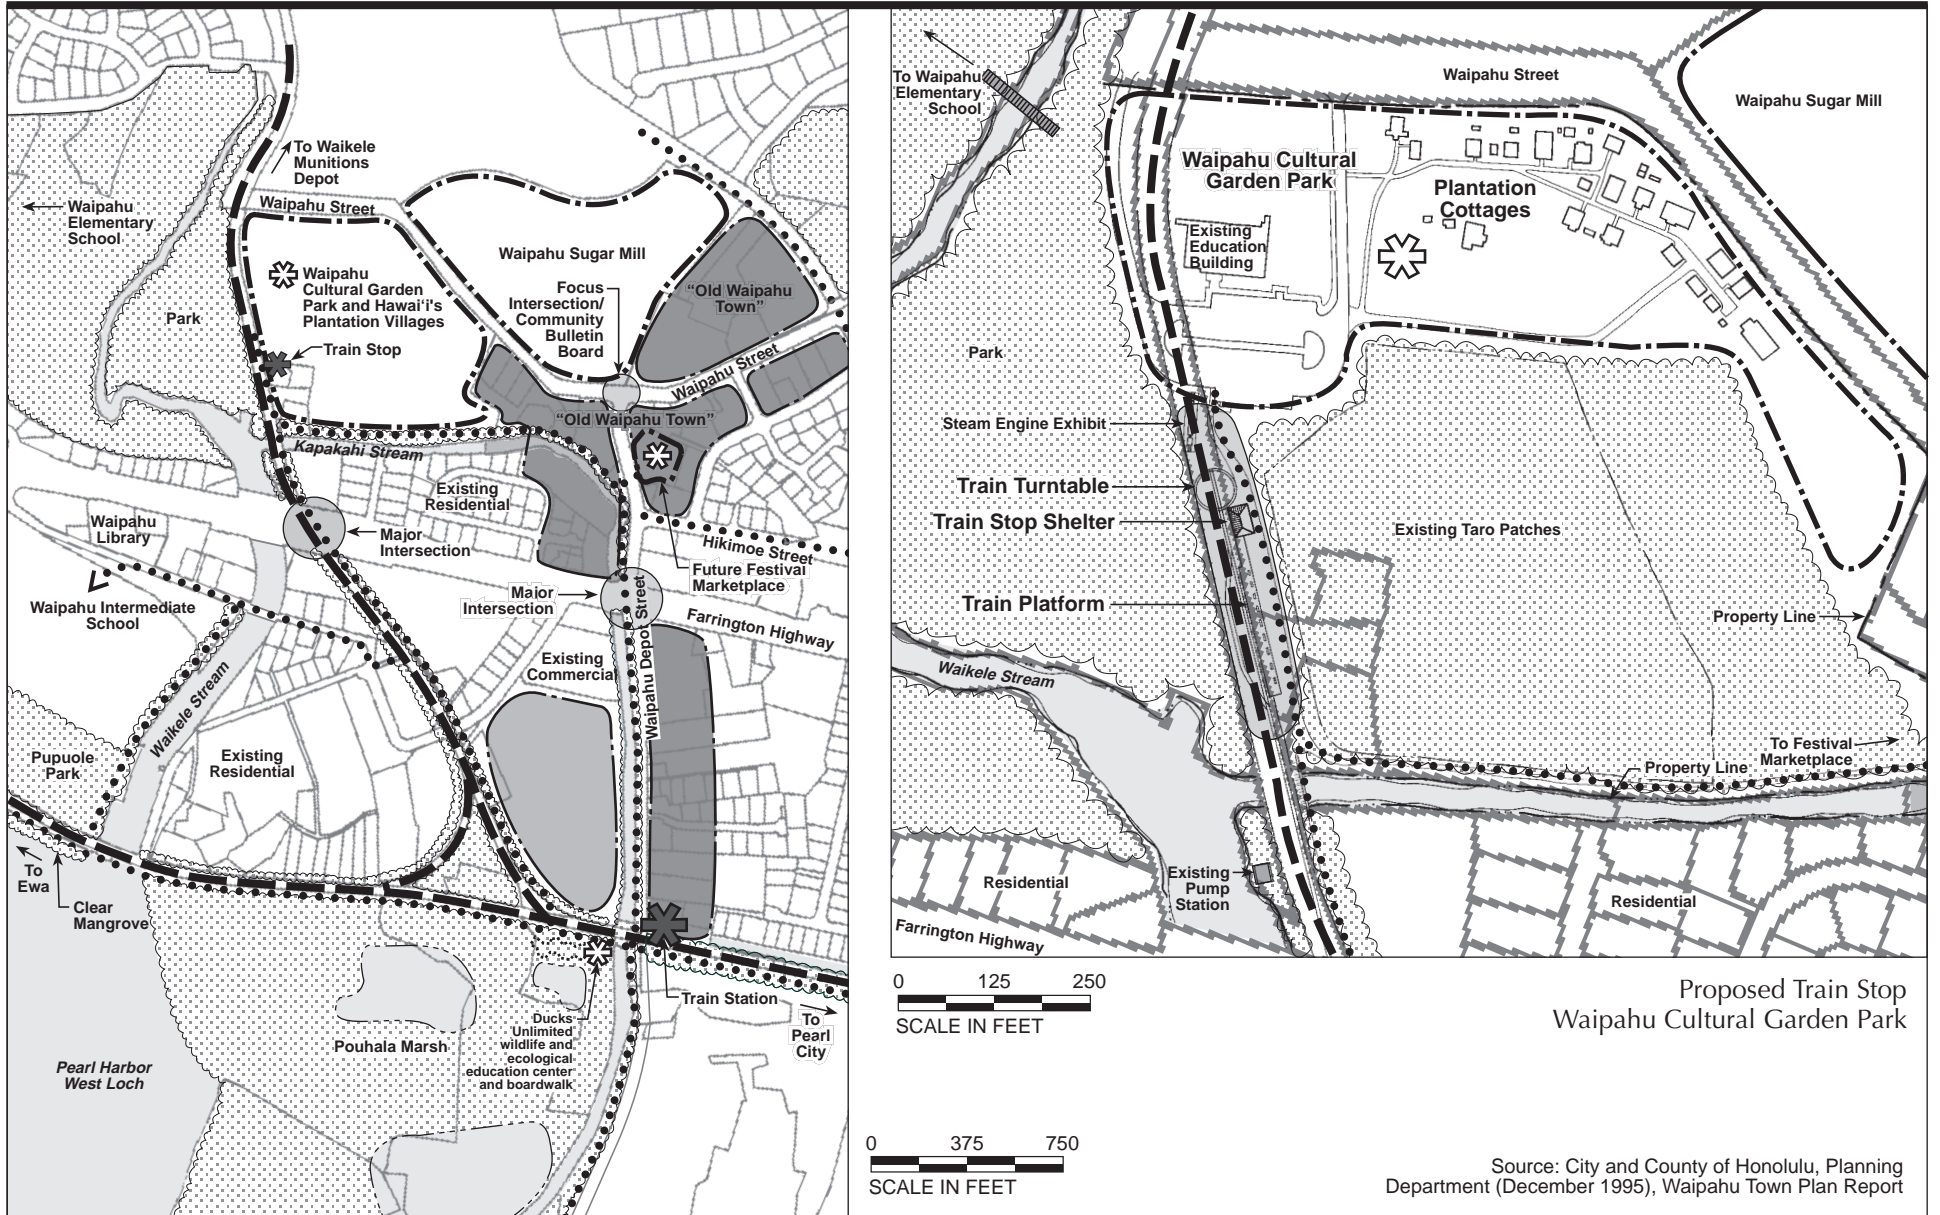 To Waikele
Munitions
Depot
Waipahu Street
Waipahu
Elementary
School
Waipahu Sugar Mill
Waipahu
Cultural Garden
Park and Hawai‘i's
Plantation Villages
Park
Train Stop
Focus
Intersection/
Community
Bulletin
Board
“Old Waipahu
Town”
Waipahu Street
“Old Waipahu Town”
Kapakahi Stream
Existing
Residential
Waipahu
Library
Major
Intersection
Hikimoe Street
Future Festival
Marketplace
Major
Intersection
Waipahu Intermediate
School
Farrington Highway
Existing
Commercial
Waipahu Depot Street
Waikele Stream
Pupuole
Park
Existing
Residential
To
Ewa
Clear
Mangrove
Train Station
To
Pearl
City
Ducks
Unlimited
wildlife and
ecological
education center
and boardwalk
Pouhala Marsh
Pearl Harbor
West Loch
To Waipahu
Elementary
School
Waipahu Street
Waipahu Sugar Mill
Waipahu Cultural
Garden Park
Plantation
Cottages
Existing
Education
Building
Park
Steam Engine Exhibit
Train Turntable
Train Stop Shelter
Existing Taro Patches
Train Platform
Property Line
Waikele Stream
To Festival
Marketplace
Property Line
Existing
Pump
Station
Residential
Residential
Farrington Highway
0 125 250
SCALE IN FEET
Proposed Train Stop
Waipahu Cultural Garden Park
0 375 750
SCALE IN FEET
Source: City and County of Honolulu, Planning
Department (December 1995), Waipahu Town Plan Report